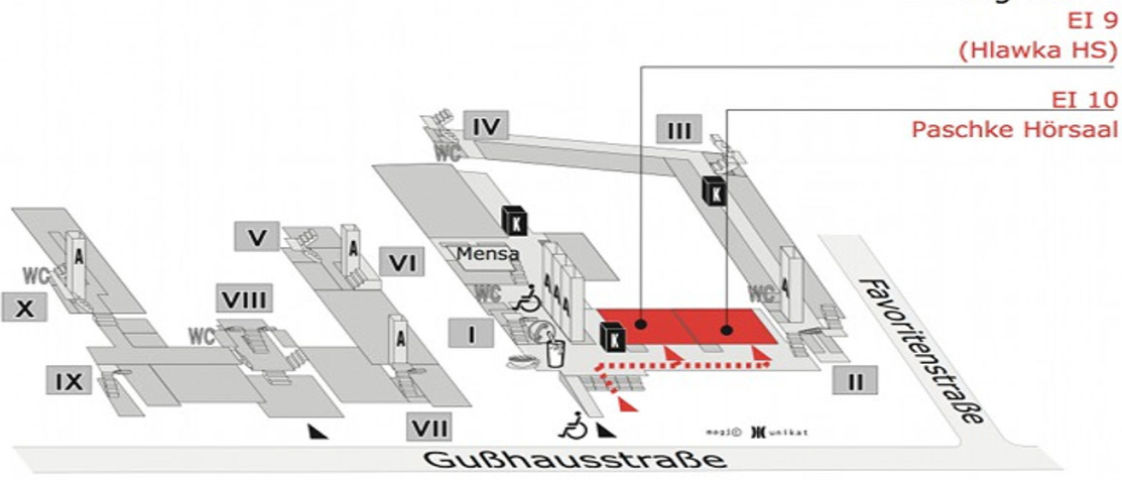 EI 9
(Hlawka HS)
EI 10
Paschke Hörsaal
IV
III
WC
K
K
V
A
A
VI
Mensa
WC
X
VIII
WC
A
A
A
WC
A
I
WC
A
K
IX
II
VII
Favoritenstraße
unikat
Gußhausstraße